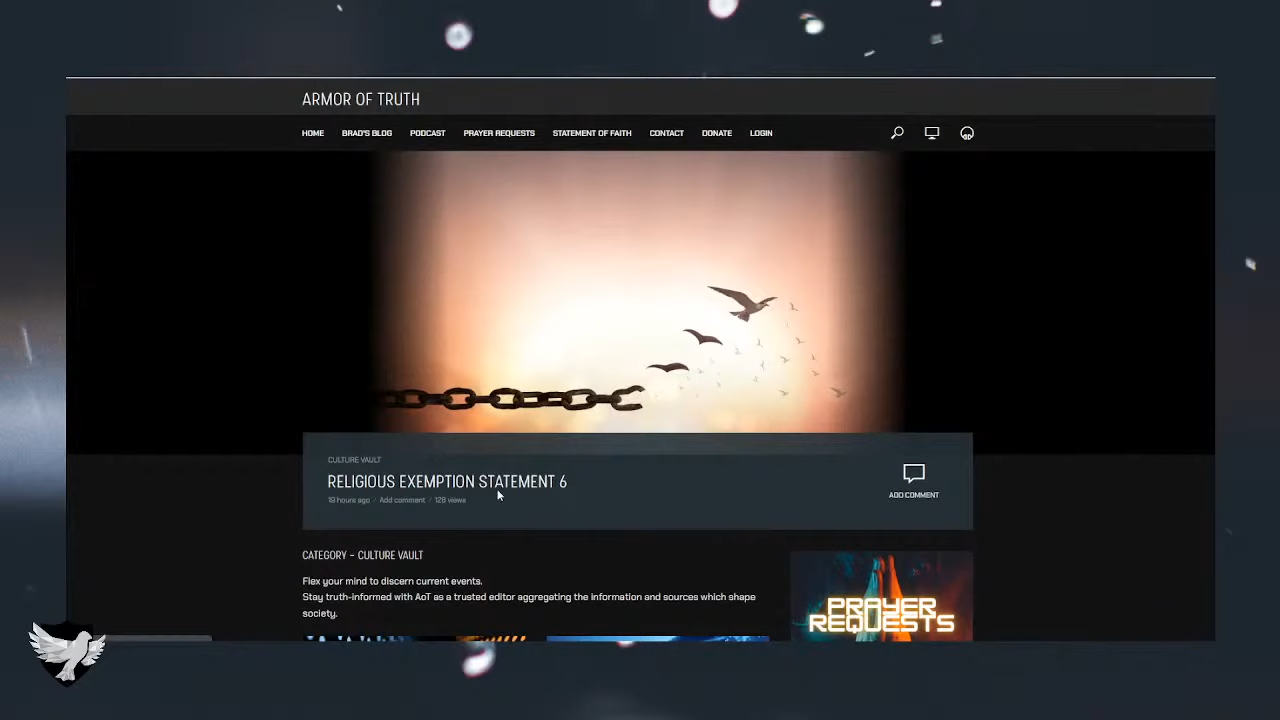 ARMOR OF TRUTH
HOME BRAD'S BLOG PODCAST PRAYER REQUESTS STATEMENT OF FAITH CONTACT DONATE LOGIN
CULTURE VAULT
RELIGIOUS EXEMPTION STATEMENT 6
19 hours ago / Add comment / 128 views
ADD COMMENT
CATEGORY - CULTURE VAULT
Flex your mind to discern current events.
Stay truth-informed with AoT as a trusted editor aggregating the information and sources which shape
society.
PRAYER
REQUESTS